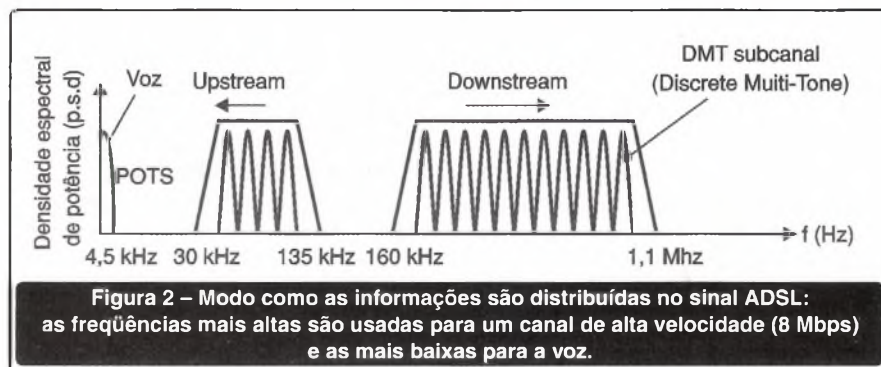 Densidade espectral
de potência (p.s.d)
Voz
POTS
Upstream
Downstream
DMT subcanal
(Discrete Muiti-Tone)
f (Hz)
4,5 kHz 30 kHz 135 kHz 160 kHz 1,1 Mhz
Figura 2 – Modo como as informações são distribuídas no sinal ADSL:
as freqüências mais altas são usadas para um canal de alta velocidade (8 Mbps)
e as mais baixas para a voz.